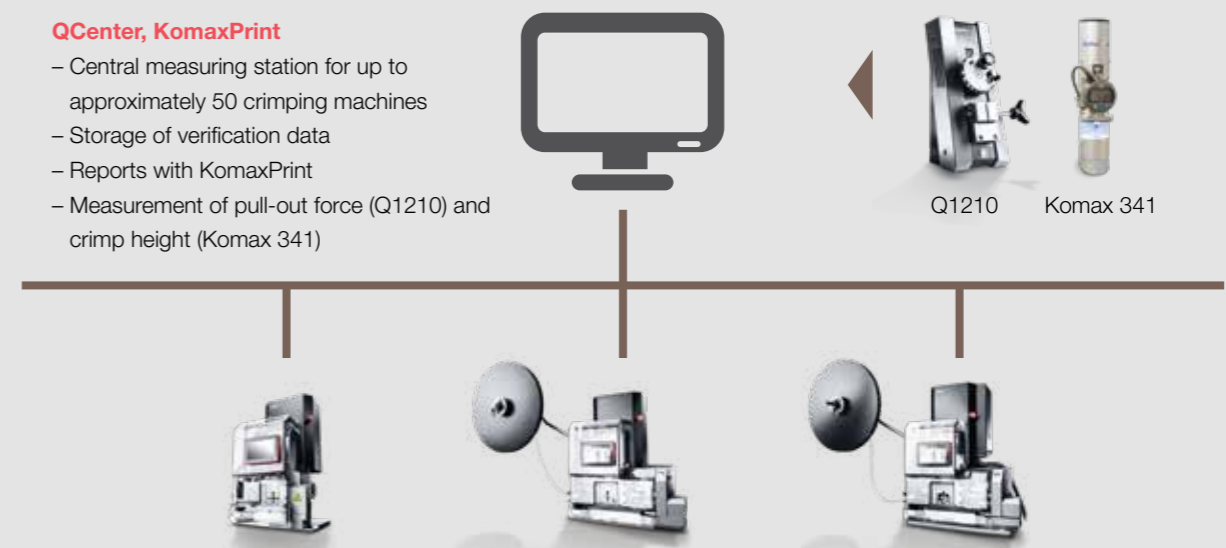 QCenter, KomaxPrint
– Central measuring station for up to
approximately 50 crimping machines
– Storage of verification data
– Reports with KomaxPrint
– Measurement of pull-out force (Q1210) and
crimp height (Komax 341)
Q1210
Komax 341